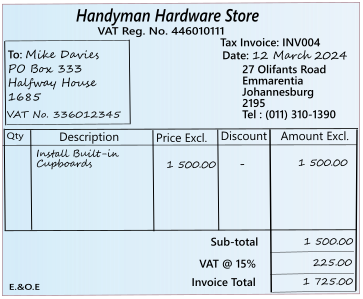 Handyman Hardware Store
VAT Reg. No. 446010111
Tax Invoice: INV004
To: Mike Davies
PO Box 333
Halfway House
1685
VAT No. 336012345
Date: 12 March 2024
27 Olifants Road
Emmarentia
Johannesburg
2195
Tel : (011) 310-1390
Qty Description Price Excl. Discount Amount Excl.
Install Built-in
Cupboards 1 500.00 - 1 500.00
Sub-total 1 500.00
VAT @ 15% 225.00
Invoice Total 1 725.00
E.&O.E